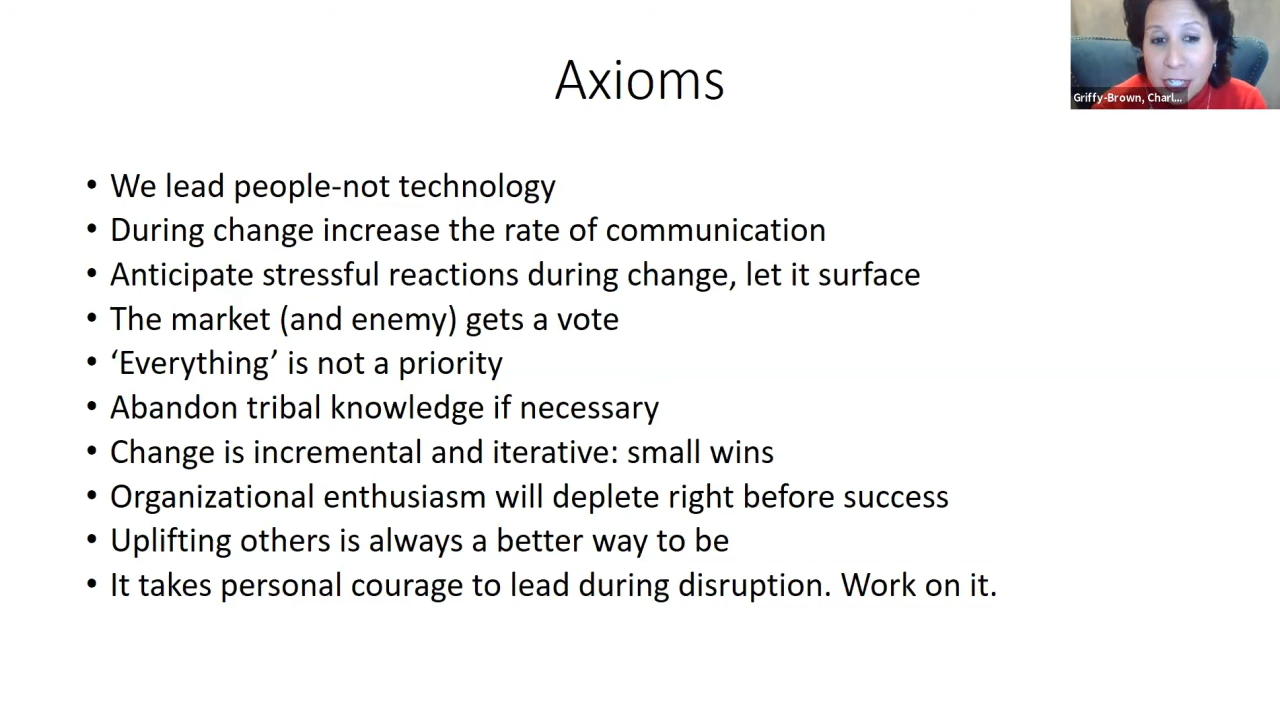 Axioms
Griffy-Brown, Charl...
• We lead people-not technology
• During change increase the rate of communication
• Anticipate stressful reactions during change, let it surface
• The market (and enemy) gets a vote
• ‘Everything’ is not a priority
• Abandon tribal knowledge if necessary
• Change is incremental and iterative: small wins
• Organizational enthusiasm will deplete right before success
• Uplifting others is always a better way to be
• It takes personal courage to lead during disruption. Work on it.